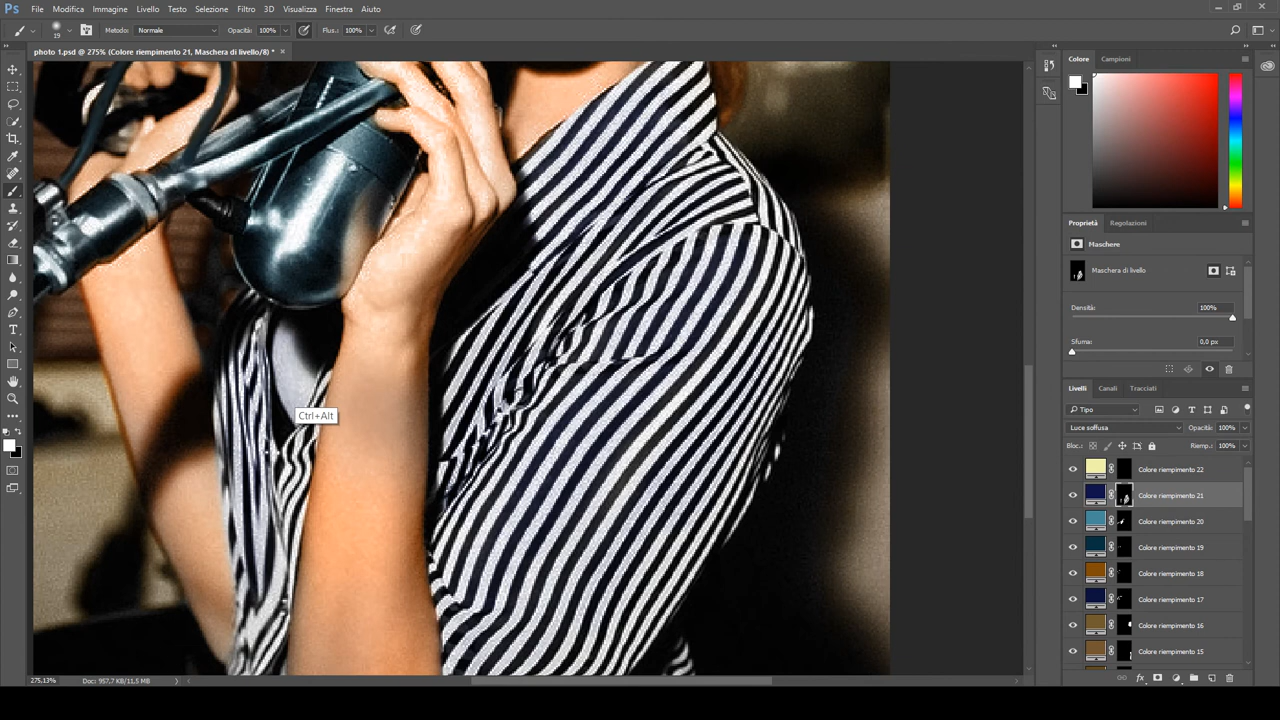 Ps File Modifica Immagine Livello Testo Selezione Filtro 3D Visualizza Finestra Aiuto
19 Metodo: Normale Opacità: 100% Flus.: 100%
photo 1.psd @ 275% (Colore riempimento 21, Maschera di livello/8) * ×
Colore Campioni
Proprietà Regolazioni
Maschere
Maschera di livello
Densità: 100%
Sfuma: 0,0 px
Livelli Canali Tracciati
Tipo
Luce soffusa Opacità: 100%
Ctrl+Alt
Bloc.: Riemp.: 100%
Colore riempimento 22
Colore riempimento 21
Colore riempimento 20
Colore riempimento 19
Colore riempimento 18
Colore riempimento 17
Colore riempimento 16
Colore riempimento 15
275,13% Doc: 957,7 KB/11,5 MB
fx